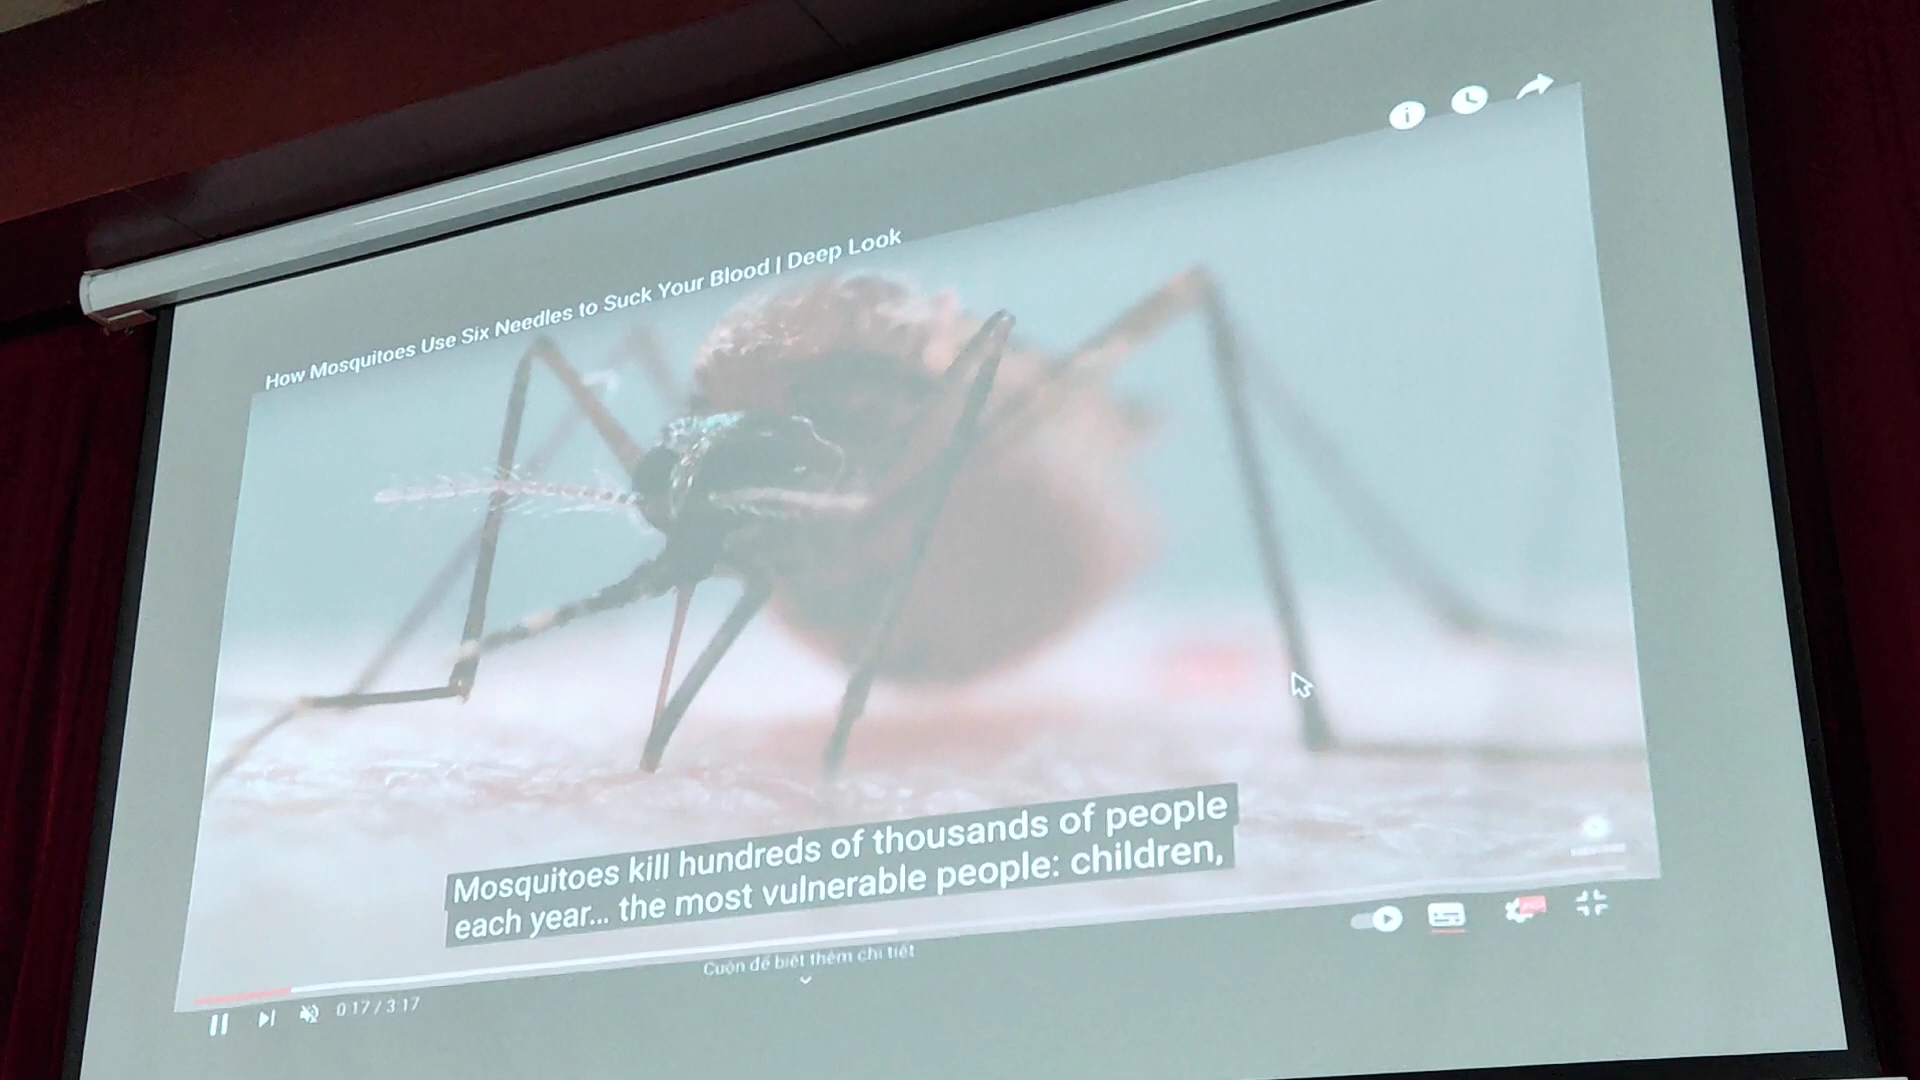 How Mosquitoes Use Six Needles to Suck Your Blood | Deep Look
Mosquitoes kill hundreds of thousands of people
each year... the most vulnerable people: children,
Cuộn để biết thêm chi tiết
0:17 / 3:17